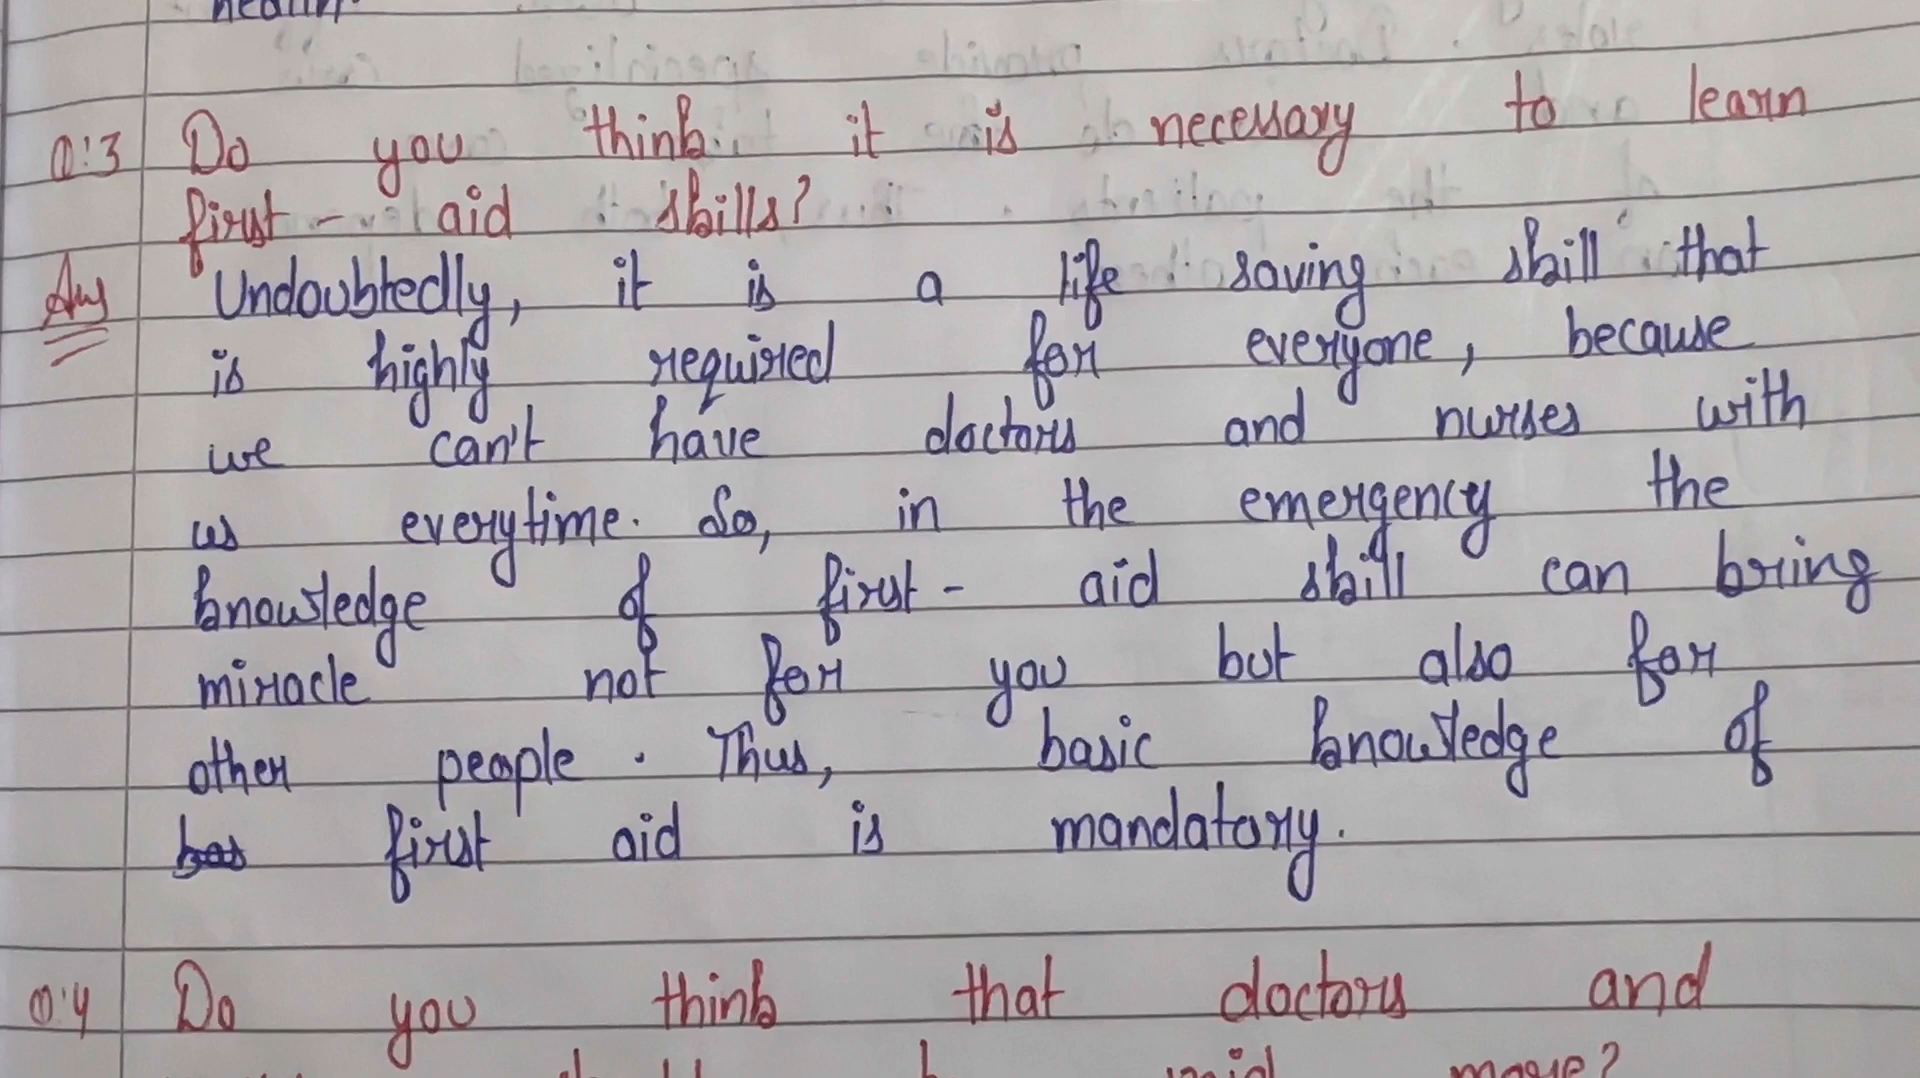 health.
Q:3 Do you think it is necessary to learn
first - aid skills?
Ans Undoubtedly, it is a life saving skill that
is highly required for everyone, because
we can't have doctors and nurses with
us everytime. So, in the emergency the
knowledge of first - aid skill can bring
miracle not for you but also for
other people. Thus, basic knowledge of
first aid is mandatory.
Q:4 Do you think that doctors and
paid more?